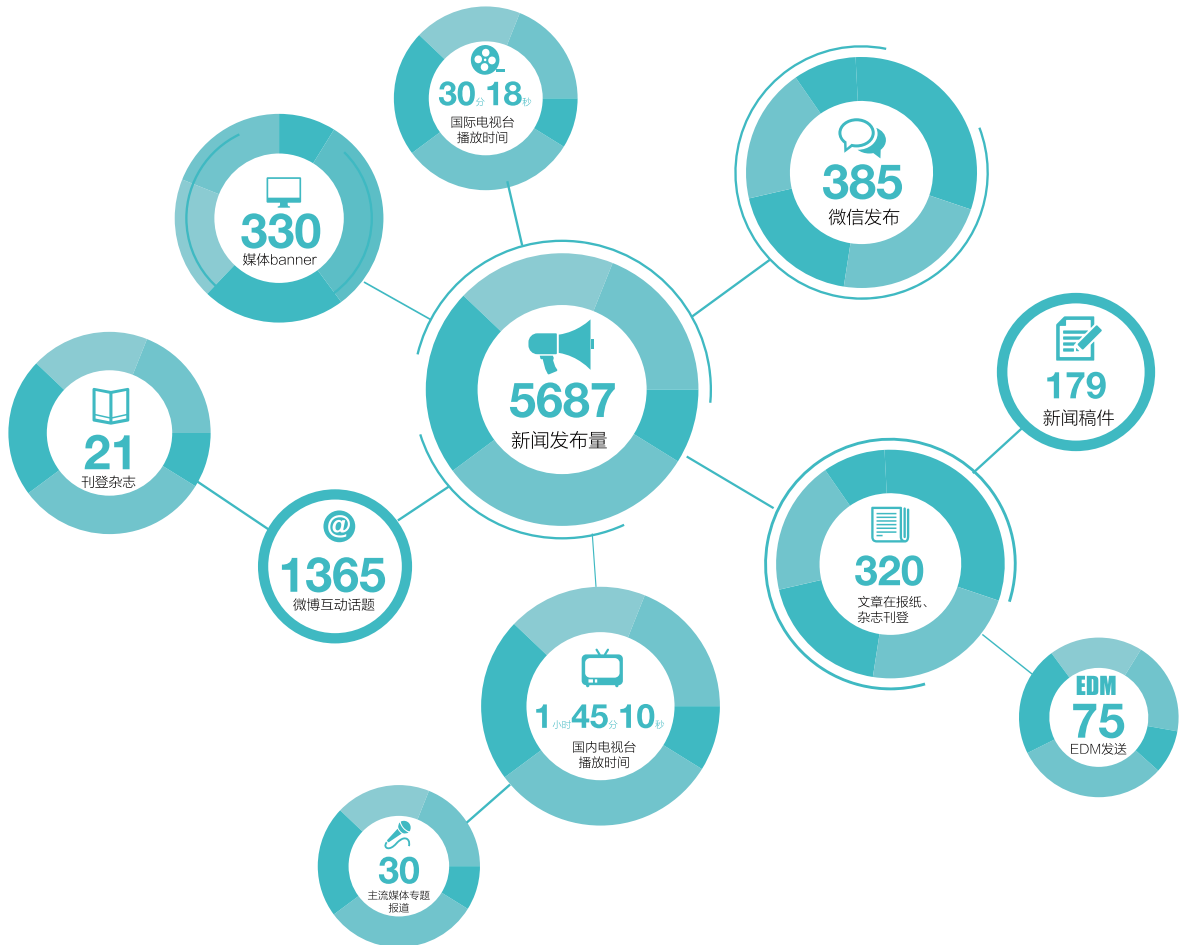 30分18秒
国际电视台
播放时间
385
微信发布
330
媒体banner
5687
新闻发布量
179
新闻稿件
21
刊登杂志
@
1365
微博互动话题
320
文章在报纸、
杂志刊登
EDM
75
EDM发送
1小时45分10秒
国内电视台
播放时间
30
主流媒体专题
报道